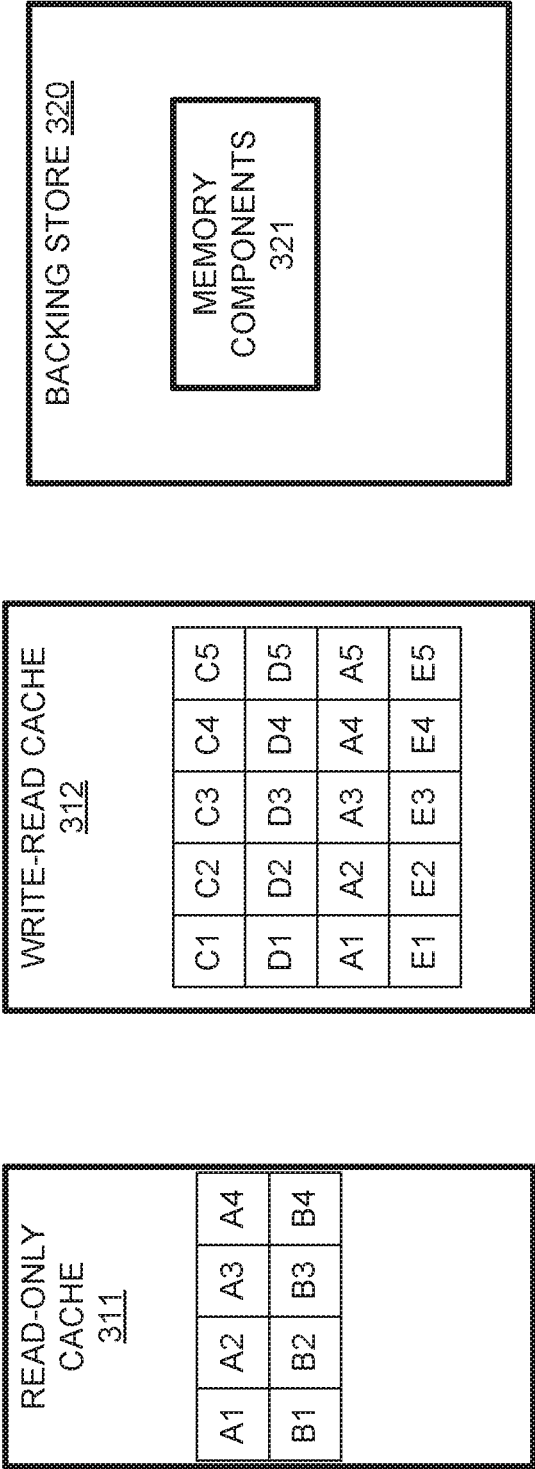 READ-ONLY
CACHE
311
A1 A2 A3 A4
B1 B2 B3 B4
WRITE-READ CACHE
312
C1 C2 C3 C4 C5
D1 D2 D3 D4 D5
A1 A2 A3 A4 A5
E1 E2 E3 E4 E5
BACKING STORE 320
MEMORY
COMPONENTS
321